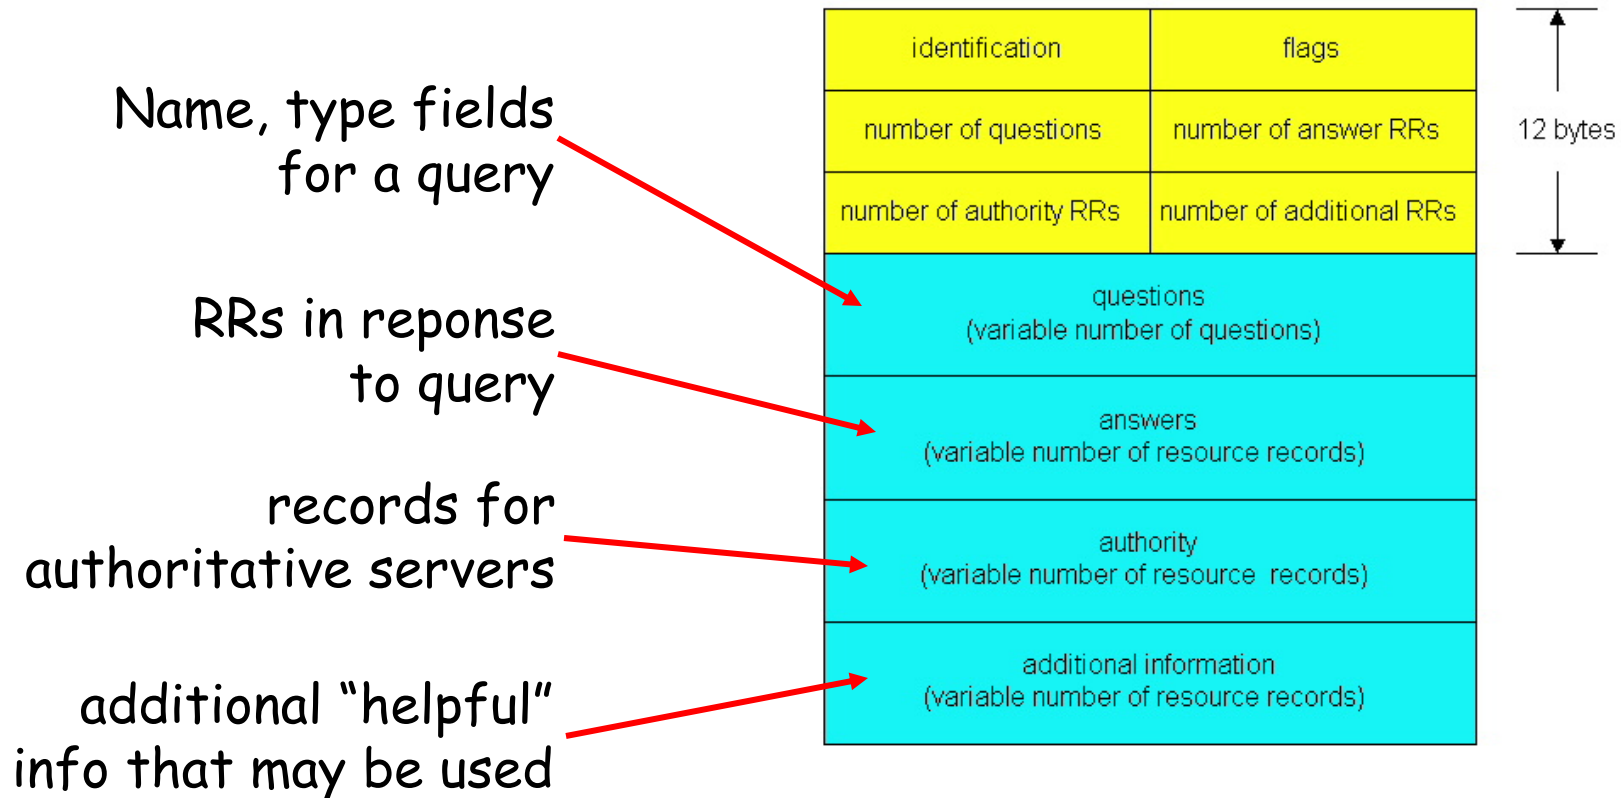 Name, type fields
for a query
RRs in reponse
to query
records for
authoritative servers
additional “helpful”
info that may be used
identification
flags
number of questions
number of answer RRs
number of authority RRs
number of additional RRs
12 bytes
questions
(variable number of questions)
answers
(variable number of resource records)
authority
(variable number of resource records)
additional information
(variable number of resource records)